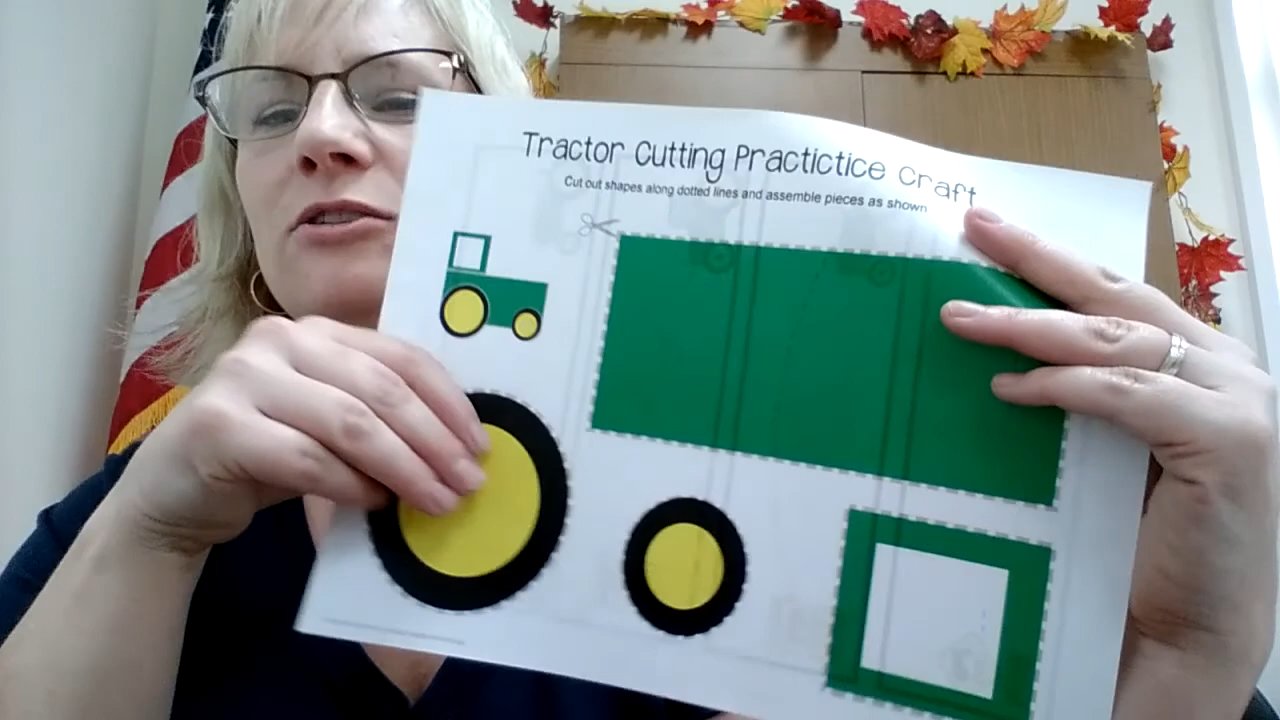 Tractor Cutting Practictice Craft
Cut out shapes along dotted lines and assemble pieces as shown